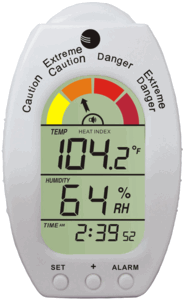 Caution
Extreme Caution
Danger
Extreme Danger
TEMP HEAT INDEX
104.2°F
HUMIDITY
64% RH
TIME AM 2:39 52
SET + ALARM